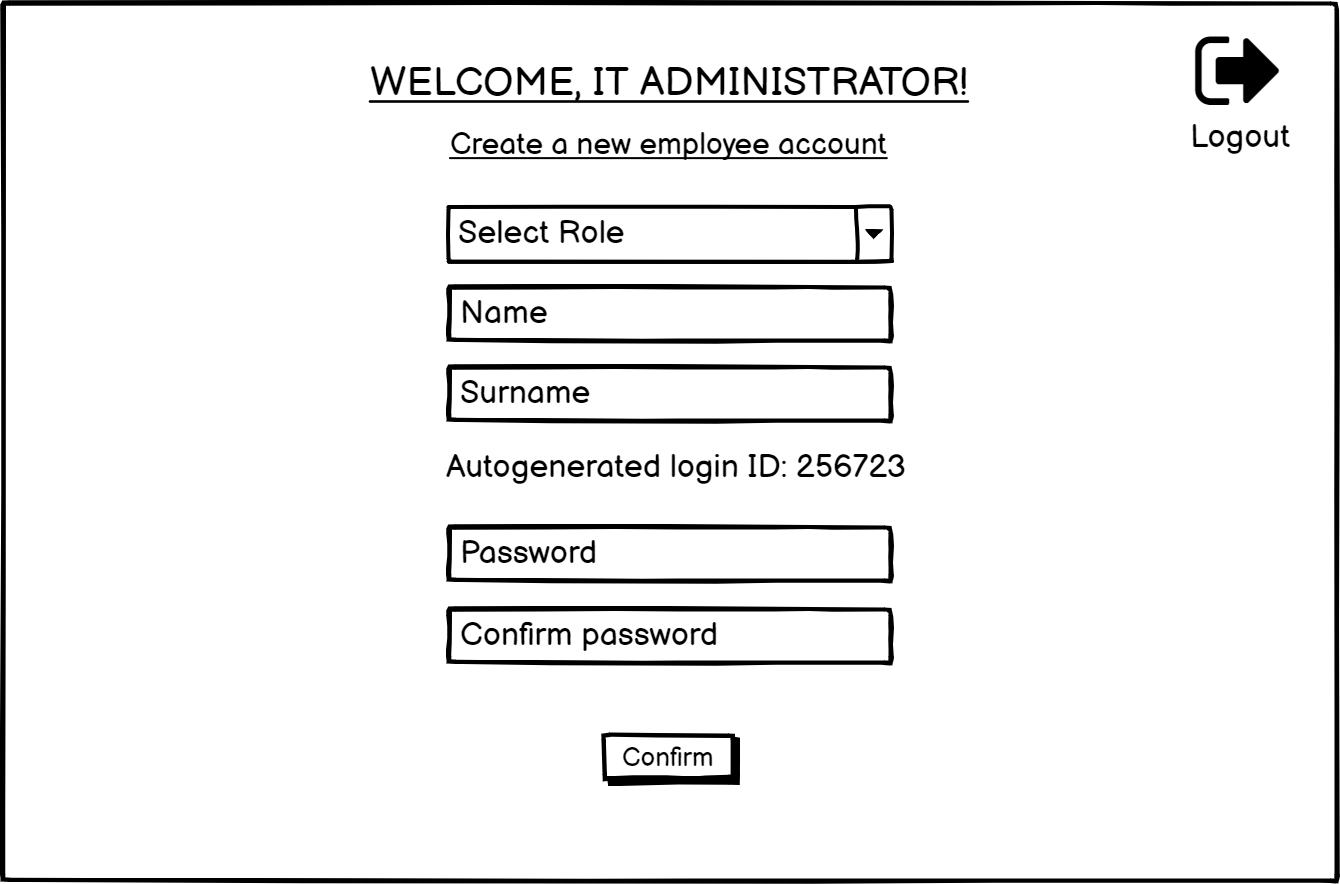 WELCOME, IT ADMINISTRATOR!
Logout
Create a new employee account
Select Role
Name
Surname
Autogenerated login ID: 256723
Password
Confirm password
Confirm